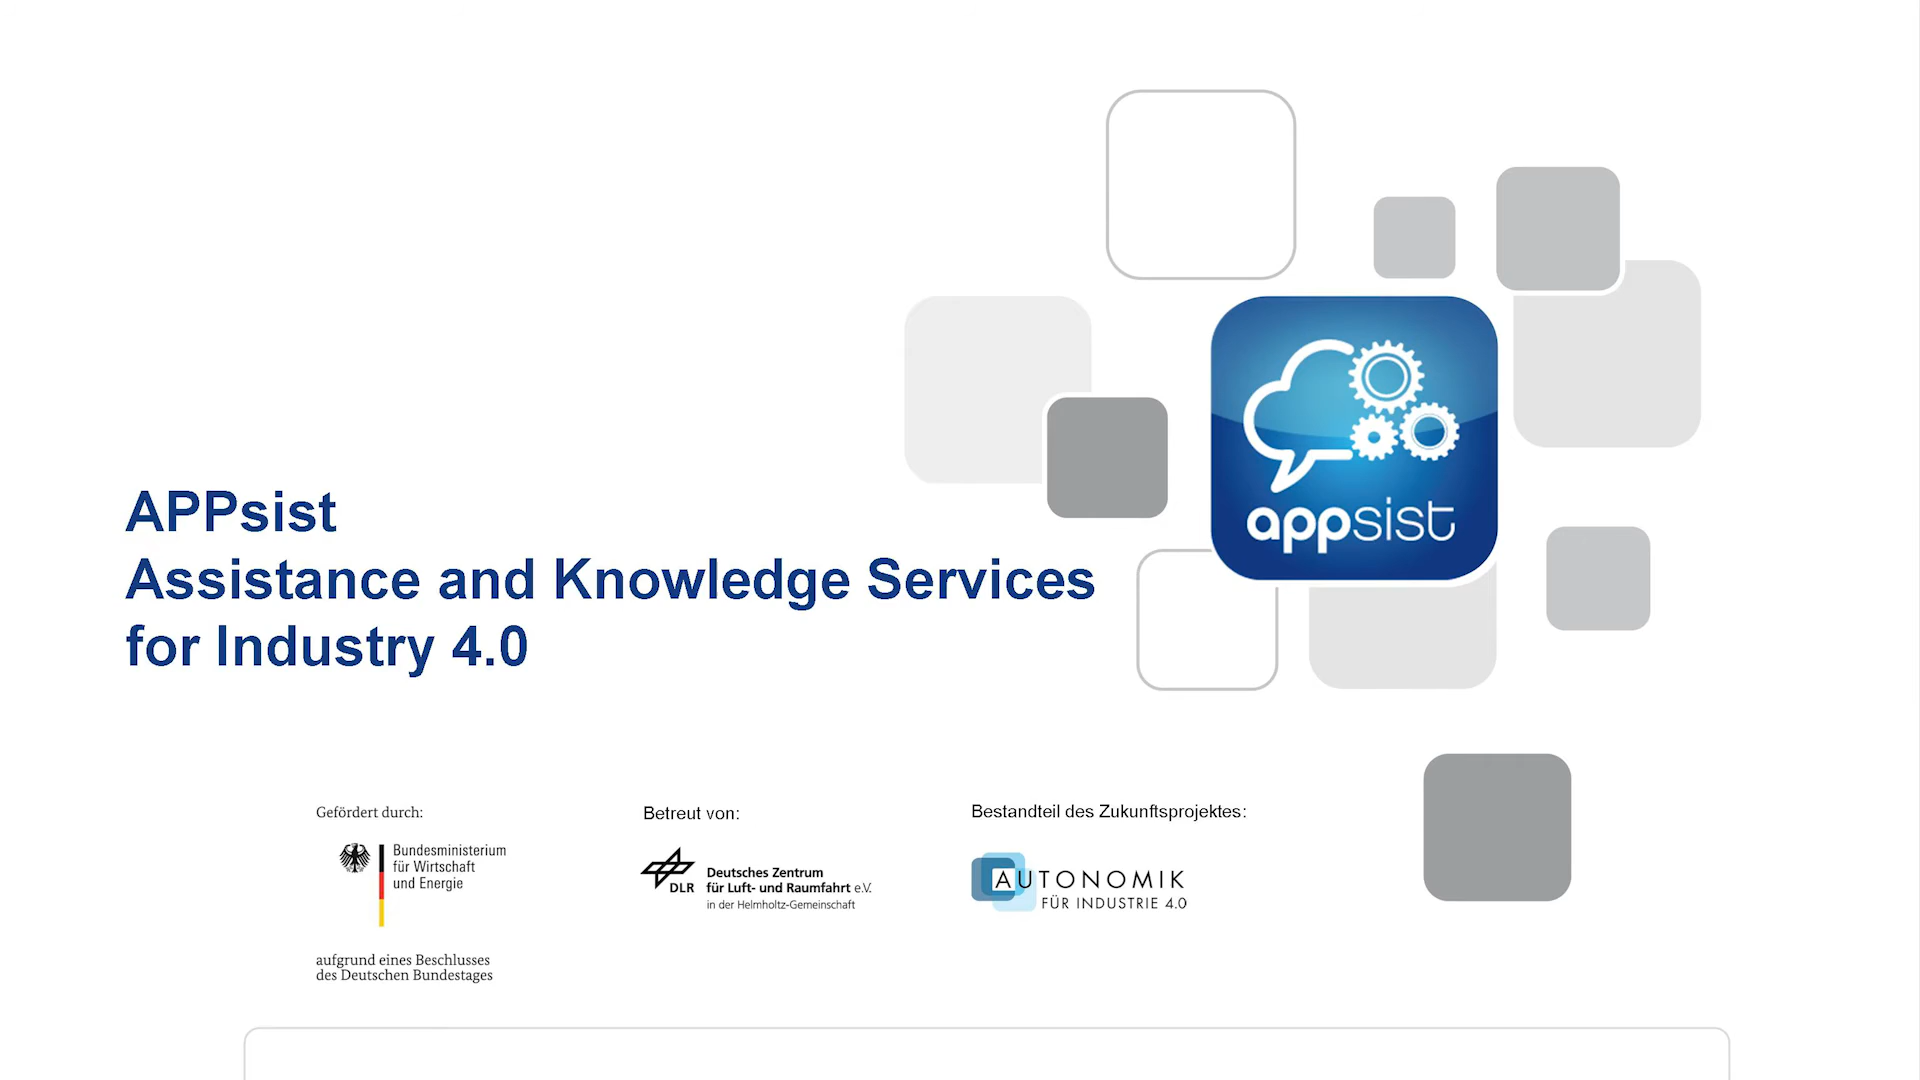 appsist
APPsist
Assistance and Knowledge Services
for Industry 4.0
Gefördert durch:
Bundesministerium
für Wirtschaft
und Energie
aufgrund eines Beschlusses
des Deutschen Bundestages
Betreut von:
DLR
Deutsches Zentrum
für Luft- und Raumfahrt e.V.
in der Helmholtz-Gemeinschaft
Bestandteil des Zukunftsprojektes:
AUTONOMIK
FÜR INDUSTRIE 4.0